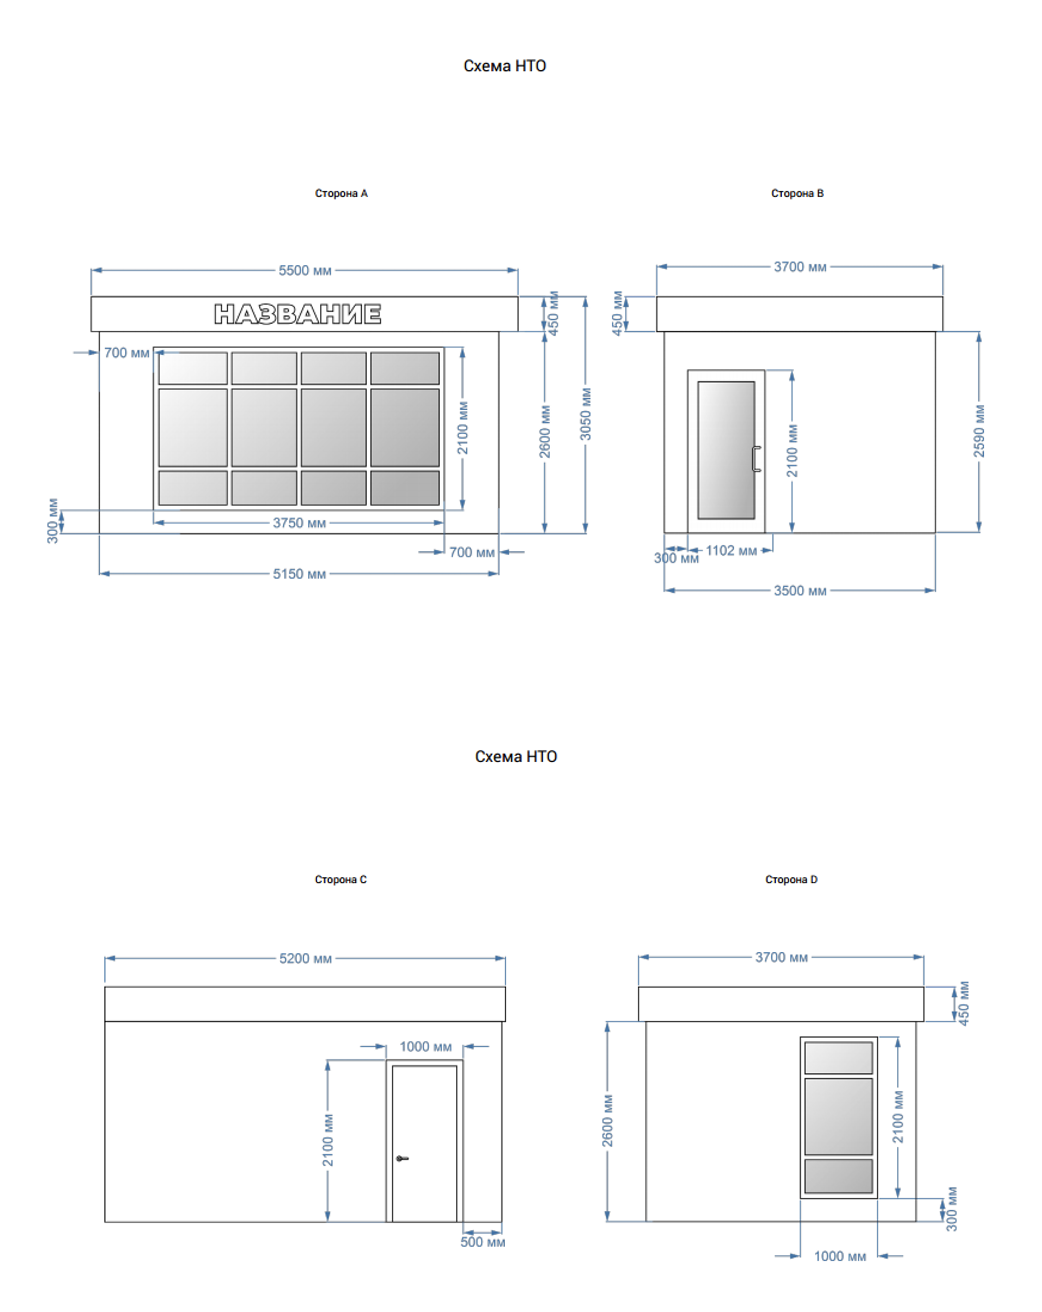 Схема НТО
Сторона А
Сторона В
5500 мм
3700 мм
НАЗВАНИЕ
450 мм
450 мм
700 мм
2100 мм
2600 мм
3050 мм
2100 мм
2590 мм
300 мм
3750 мм
700 мм
5150 мм
300 мм
1102 мм
3500 мм
Схема НТО
Сторона С
Сторона D
5200 мм
3700 мм
450 мм
1000 мм
2100 мм
2600 мм
2100 мм
300 мм
500 мм
1000 мм